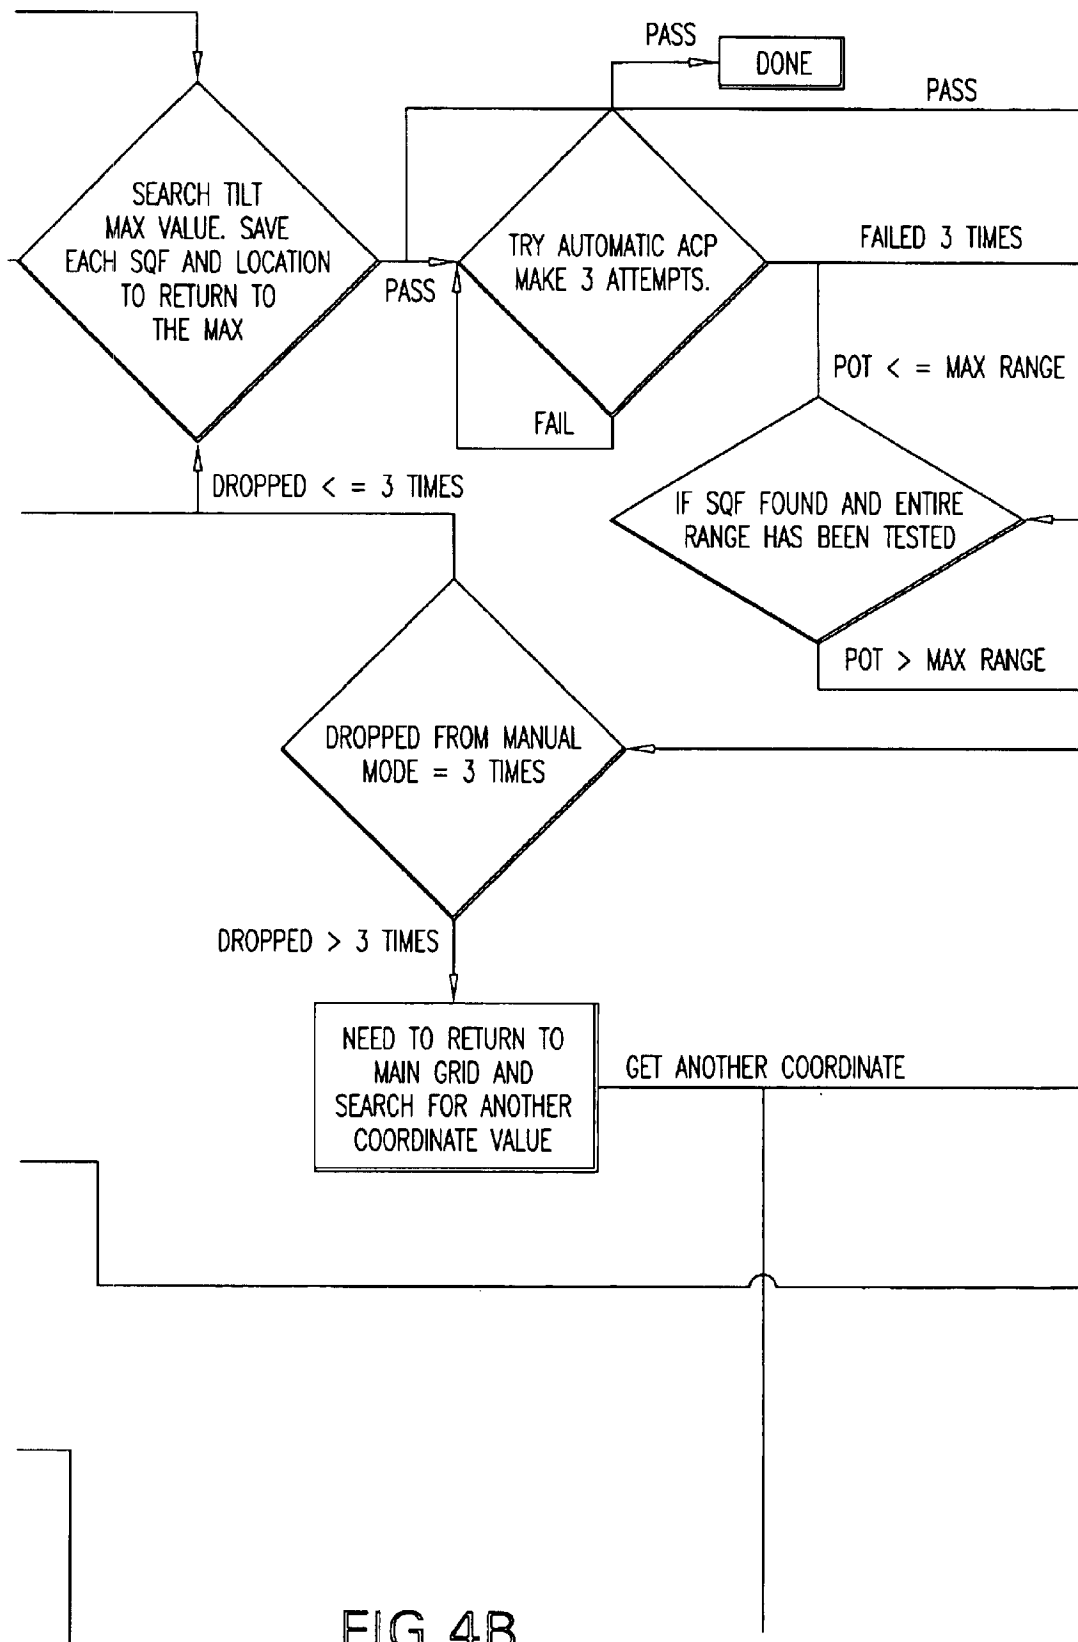 PASS
DONE
PASS
SEARCH TILT
MAX VALUE. SAVE
EACH SQF AND LOCATION
TO RETURN TO
THE MAX
PASS
TRY AUTOMATIC ACP
MAKE 3 ATTEMPTS.
FAILED 3 TIMES
FAIL
POT < = MAX RANGE
DROPPED < = 3 TIMES
IF SQF FOUND AND ENTIRE
RANGE HAS BEEN TESTED
POT > MAX RANGE
DROPPED FROM MANUAL
MODE = 3 TIMES
DROPPED > 3 TIMES
NEED TO RETURN TO
MAIN GRID AND
SEARCH FOR ANOTHER
COORDINATE VALUE
GET ANOTHER COORDINATE
FIG. 4B